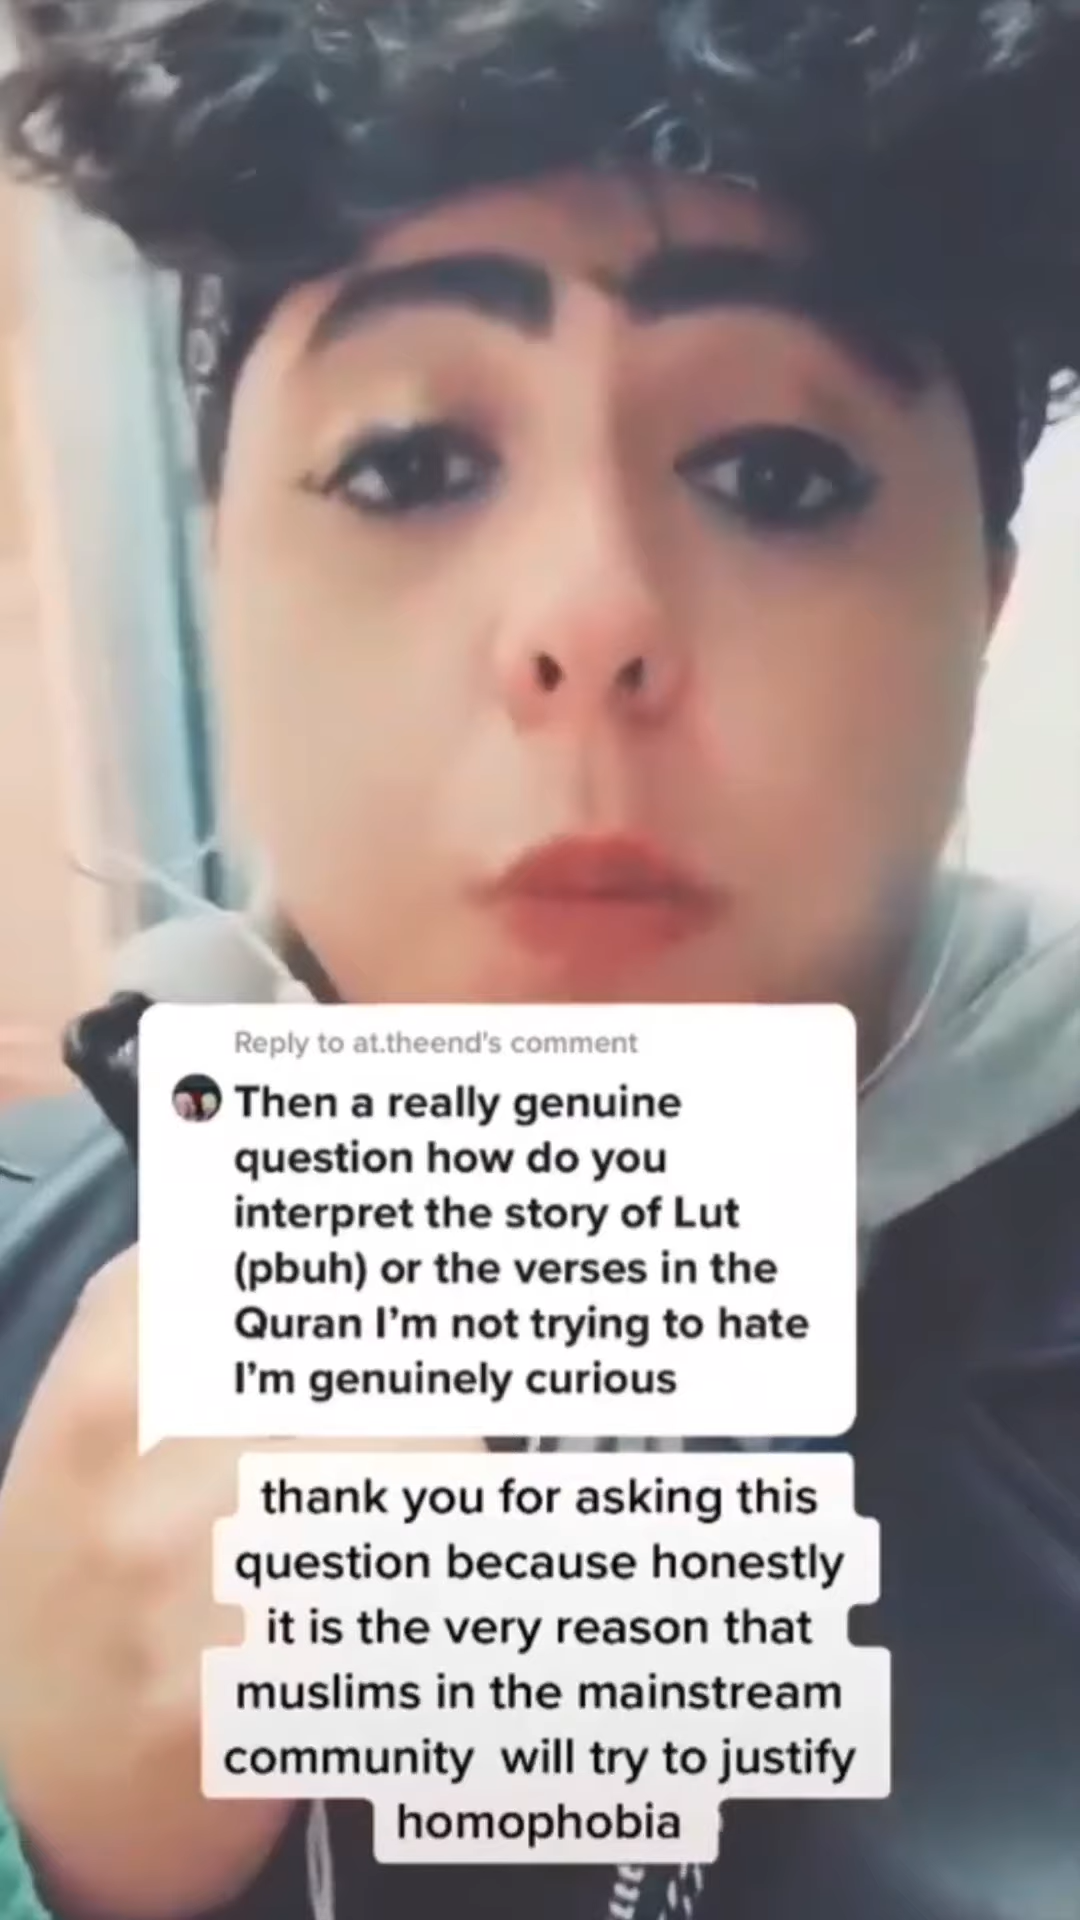 Reply to at.theend's comment
Then a really genuine
question how do you
interpret the story of Lut
(pbuh) or the verses in the
Quran I'm not trying to hate
I'm genuinely curious
thank you for asking this
question because honestly
it is the very reason that
muslims in the mainstream
community will try to justify
homophobia